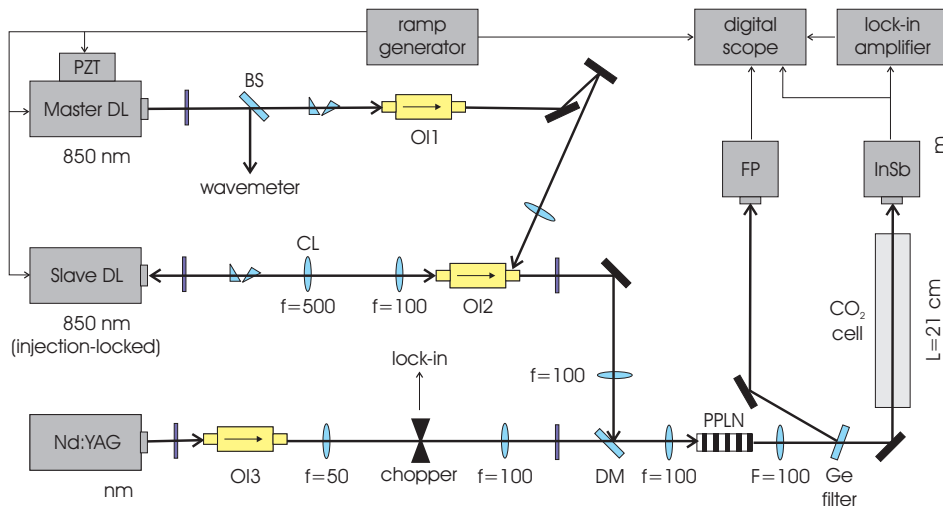 ramp
generator
digital
scope
lock-in
amplifier
PZT
BS
Master DL
OI1
850 nm
wavemeter
FP
InSb
m
CL
Slave DL
f=500
f=100
OI2
850 nm
(injection-locked)
CO₂
cell
L=21 cm
lock-in
f=100
PPLN
Nd:YAG
nm
OI3
f=50
chopper
f=100
DM
f=100
F=100
Ge
filter